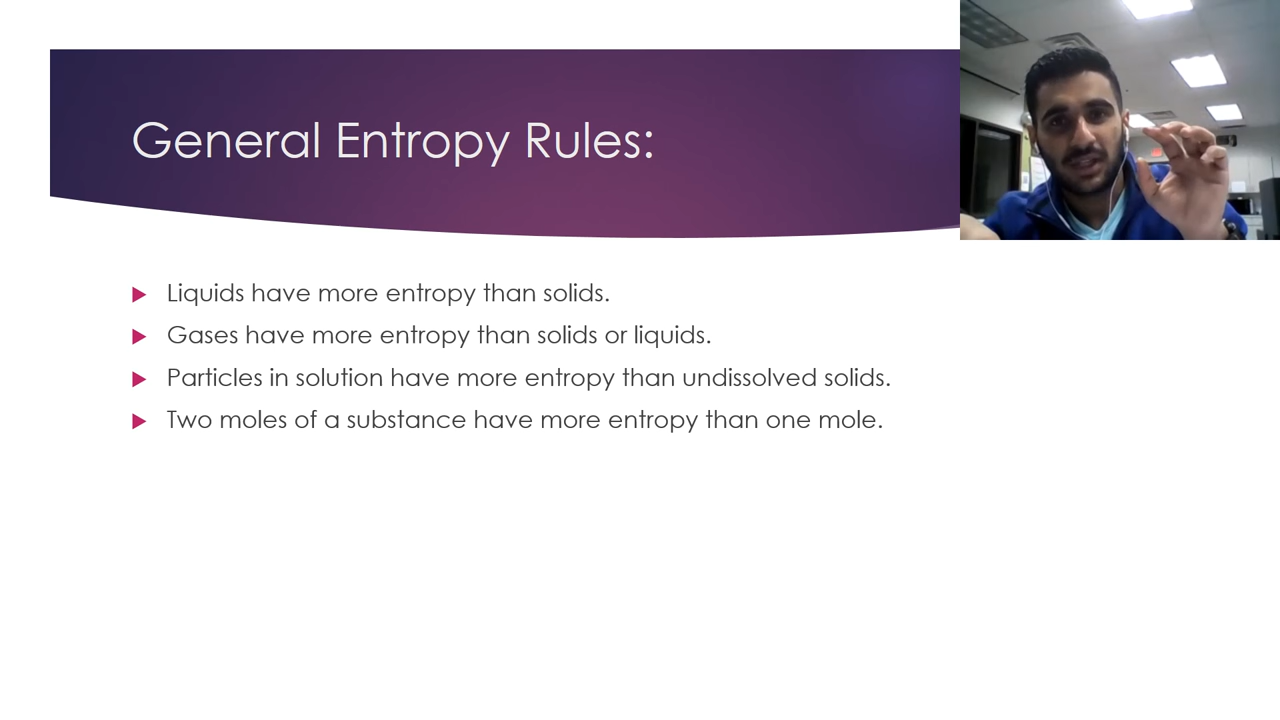 General Entropy Rules:
Liquids have more entropy than solids.
Gases have more entropy than solids or liquids.
Particles in solution have more entropy than undissolved solids.
Two moles of a substance have more entropy than one mole.